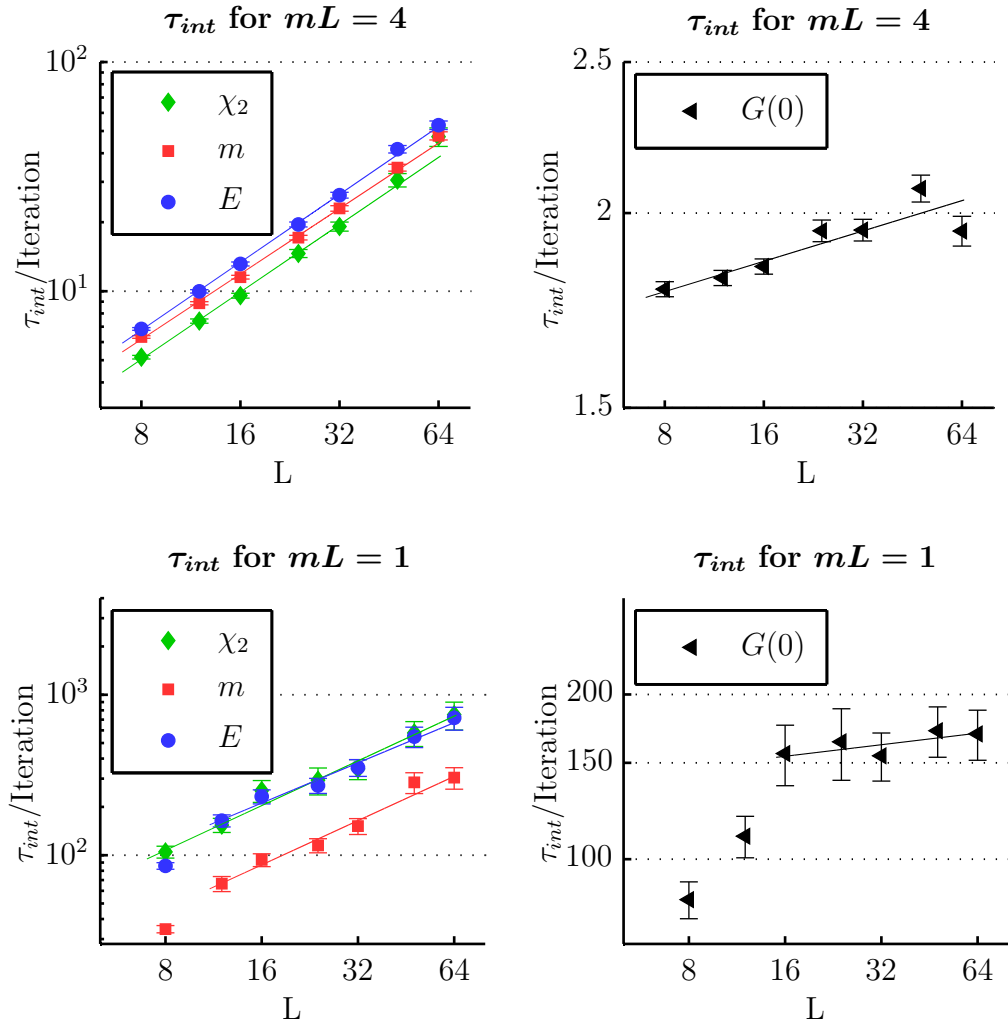 τ_int for mL = 4
τ_int/Iteration
10^2
10^1
χ_2
m
E
8 16 32 64
L
τ_int for mL = 4
τ_int/Iteration
2.5
2
1.5
G(0)
8 16 32 64
L
τ_int for mL = 1
τ_int/Iteration
10^3
10^2
χ_2
m
E
8 16 32 64
L
τ_int for mL = 1
τ_int/Iteration
200
150
100
G(0)
8 16 32 64
L